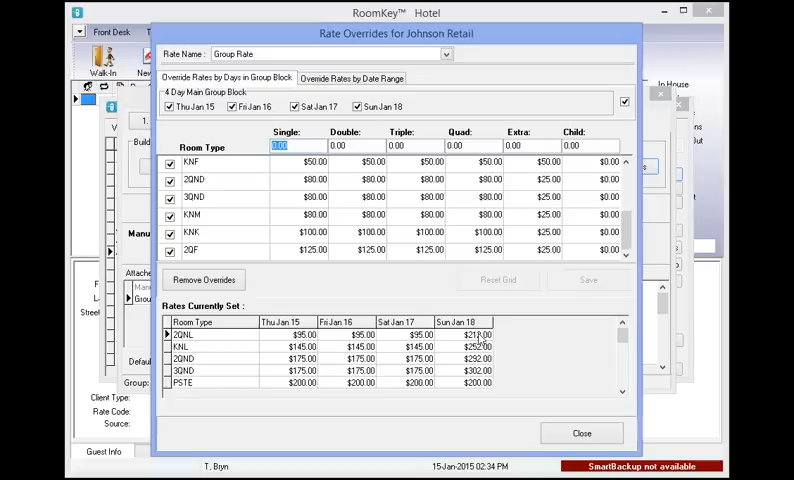 RoomKey™ Hotel
Front Desk
Walk-In
In House
Rate Overrides for Johnson Retail
Rate Name : Group Rate
Override Rates by Days in Group Block Override Rates by Date Range
4 Day Main Group Block
Thu Jan 15 Fri Jan 16 Sat Jan 17 Sun Jan 18
Room Type Single: Double: Triple: Quad: Extra: Child:
0.00 0.00 0.00 0.00 0.00 0.00
KNF $50.00 $50.00 $50.00 $50.00 $50.00 $0.00
2QND $80.00 $80.00 $80.00 $80.00 $25.00 $0.00
3QND $80.00 $80.00 $80.00 $80.00 $25.00 $0.00
KNM $80.00 $80.00 $80.00 $80.00 $25.00 $0.00
KNK $100.00 $100.00 $100.00 $100.00 $25.00 $0.00
2QF $125.00 $125.00 $125.00 $125.00 $25.00 $0.00
Remove Overrides Reset Grid Save
Rates Currently Set :
Room Type Thu Jan 15 Fri Jan 16 Sat Jan 17 Sun Jan 18
2QNL $95.00 $95.00 $95.00
KNL $145.00 $145.00 $145.00
2QND $175.00 $175.00 $175.00 $292.00
3QND $175.00 $175.00 $175.00 $302.00
PSTE $200.00 $200.00 $200.00 $200.00
Close
1.
Build
Manu
Attache
Grou
Street
Defaul
Group:
Client Type:
Rate Code:
Source:
Guest Info
T, Bryn 15-Jan-2015 02:34 PM SmartBackup not available